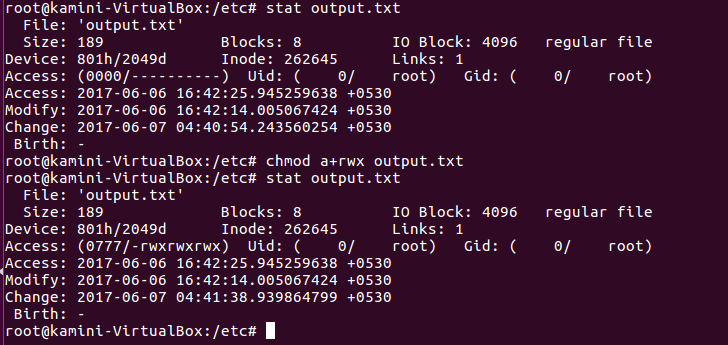 root@kamini-VirtualBox:/etc# stat output.txt
  File: 'output.txt'
  Size: 189             Blocks: 8          IO Block: 4096   regular file
Device: 801h/2049d      Inode: 262645      Links: 1
Access: (0000/----------)  Uid: (    0/    root)   Gid: (    0/    root)
Access: 2017-06-06 16:42:25.945259638 +0530
Modify: 2017-06-06 16:42:14.005067424 +0530
Change: 2017-06-07 04:40:54.243560254 +0530
 Birth: -
root@kamini-VirtualBox:/etc# chmod a+rwx output.txt
root@kamini-VirtualBox:/etc# stat output.txt
  File: 'output.txt'
  Size: 189             Blocks: 8          IO Block: 4096   regular file
Device: 801h/2049d      Inode: 262645      Links: 1
Access: (0777/-rwxrwxrwx)  Uid: (    0/    root)   Gid: (    0/    root)
Access: 2017-06-06 16:42:25.945259638 +0530
Modify: 2017-06-06 16:42:14.005067424 +0530
Change: 2017-06-07 04:41:38.939864799 +0530
 Birth: -
root@kamini-VirtualBox:/etc#